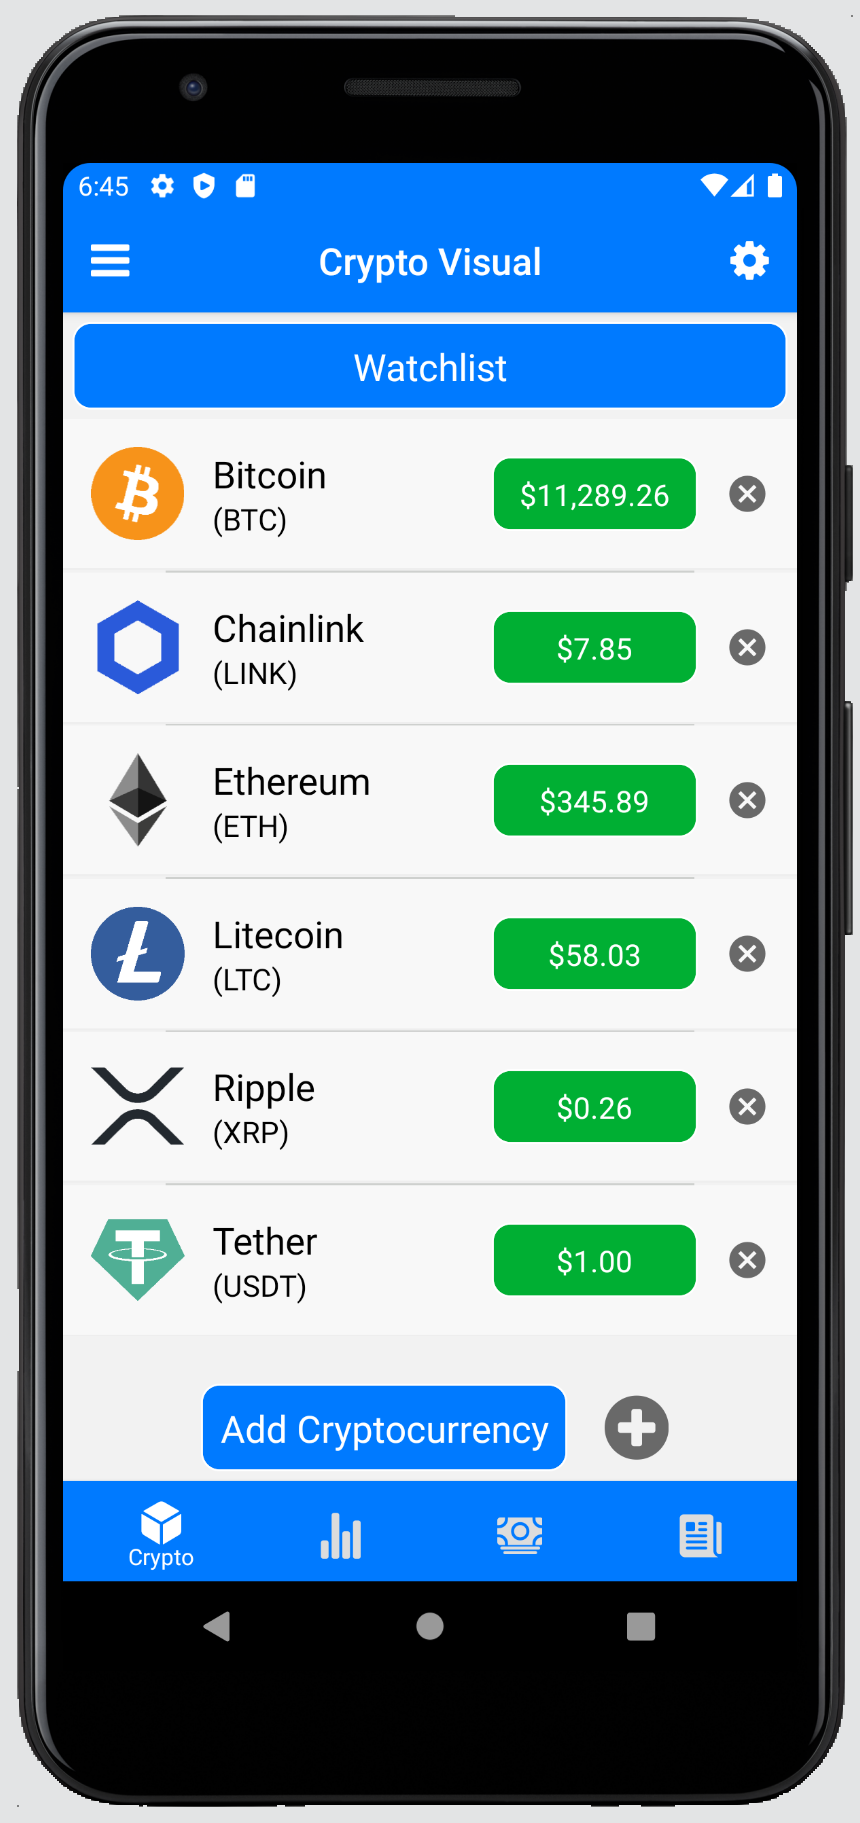 6:45
Crypto Visual
Watchlist
Bitcoin
(BTC)
$11,289.26
Chainlink
(LINK)
$7.85
Ethereum
(ETH)
$345.89
Litecoin
(LTC)
$58.03
Ripple
(XRP)
$0.26
Tether
(USDT)
$1.00
Add Cryptocurrency
Crypto